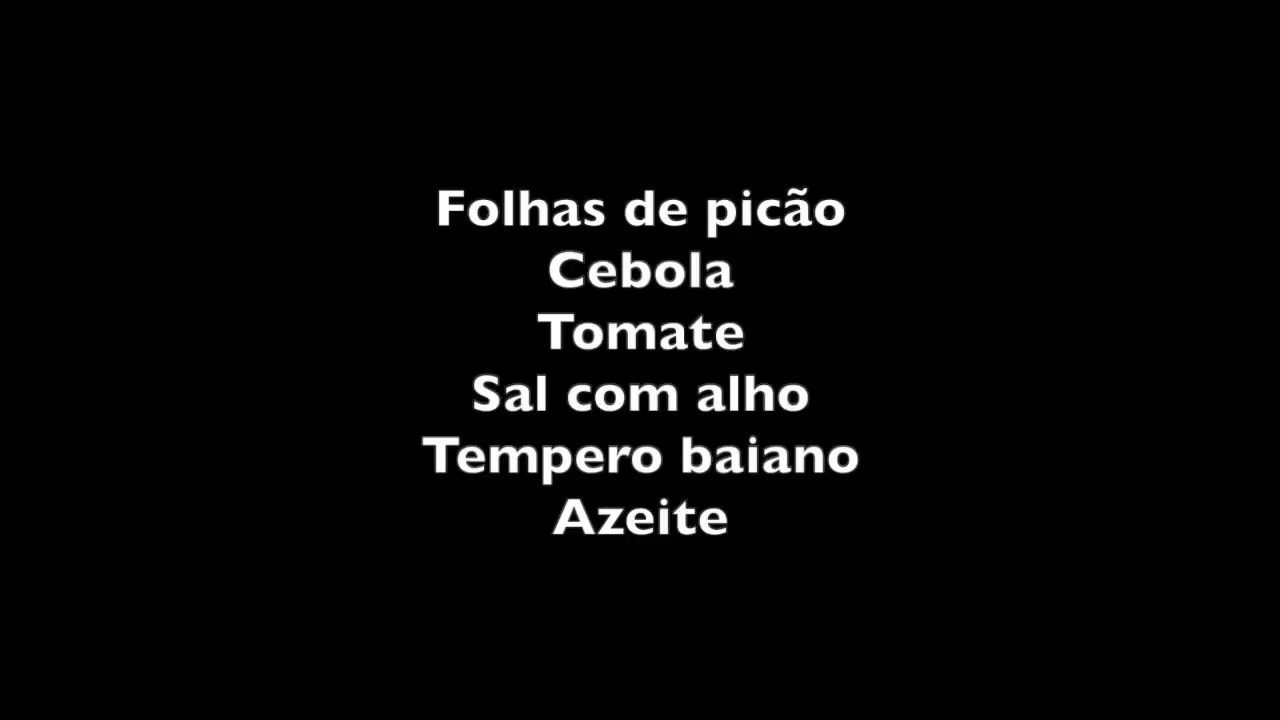 Folhas de picão
Cebola
Tomate
Sal com alho
Tempero baiano
Azeite